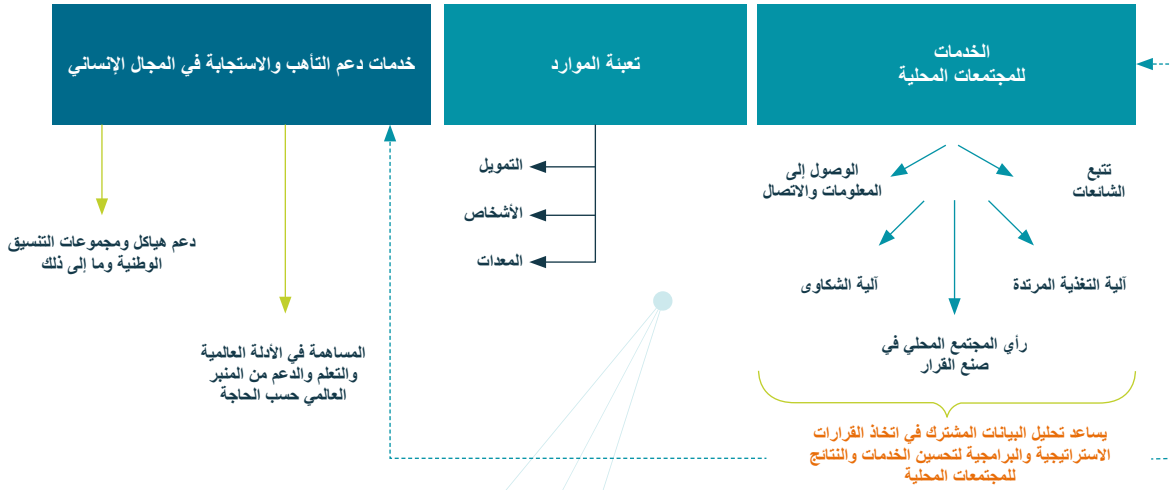 الخدمات
للمجتمعات المحلية
تعبئة الموارد
خدمات دعم التأهب والاستجابة في المجال الإنساني
تتبع
الشائعات
الوصول إلى
المعلومات والاتصال
آلية التغذية المرتدة
آلية الشكاوى
رأي المجتمع المحلي في
صنع القرار
يساعد تحليل البيانات المشترك في اتخاذ القرارات
الاستراتيجية والبرامجية لتحسين الخدمات والنتائج
للمجتمعات المحلية
التمويل
الأشخاص
المعدات
المساهمة في الأدلة العالمية
والتعلم والدعم من المنبر
العالمي حسب الحاجة
دعم هياكل ومجموعات التنسيق
الوطنية وما إلى ذلك